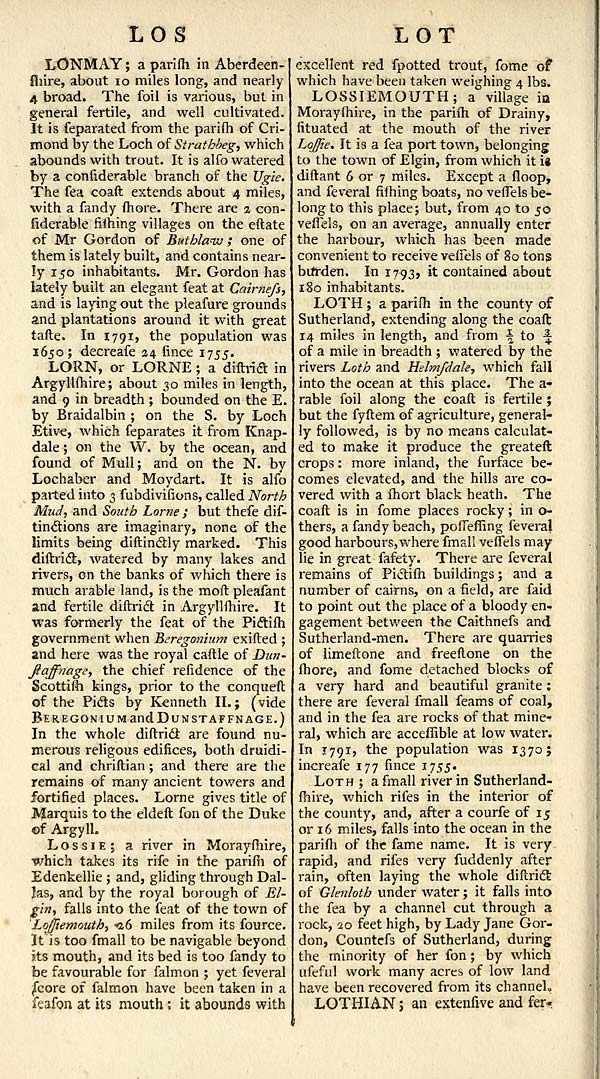 LOS
LONMAY; a pariſh in Aberdeen-
ſhire, about 10 miles long, and nearly
4 broad. The ſoil is various, but in
general fertile, and well cultivated.
It is ſeparated from the pariſh of Cri-
mond by the Loch of Strathbeg, which
abounds with trout. It is alſo watered
by a conſiderable branch of the Ugie.
The ſea coaſt extends about 4 miles,
with a ſandy ſhore. There are 2 con-
ſiderable fiſhing villages on the eſtate
of Mr Gordon of Buthlaw; one of
them is lately built, and contains near-
ly 150 inhabitants. Mr. Gordon has
lately built an elegant ſeat at Cairneſs,
and is laying out the pleaſure grounds
and plantations around it with great
taſte. In 1791, the population was
1650; decreaſe 24 ſince 1755.
LORN, or LORNE; a diſtrict in
Argyllſhire; about 30 miles in length,
and 9 in breadth; bounded on the E.
by Braidalbin; on the S. by Loch
Etive, which ſeparates it from Knap-
dale; on the W. by the ocean, and
ſound of Mull; and on the N. by
Lochaber and Moydart. It is alſo
parted into 3 ſubdiviſions, called North
Mud, and South Lorne; but theſe diſ-
tinctions are imaginary, none of the
limits being diſtinctly marked. This
diſtrict, watered by many lakes and
rivers, on the banks of which there is
much arable land, is the moſt pleaſant
and fertile diſtrict in Argyllſhire. It
was formerly the ſeat of the Pictiſh
government when Beregonium exiſted;
and here was the royal caſtle of Dun-
ſtaffnage, the chief reſidence of the
Scottiſh kings, prior to the conqueſt
of the Picts by Kenneth II.; (vide
BEREGONIUM and DUNSTAFFNAGE.)
In the whole diſtrict are found nu-
merous religous edifices, both druidi-
cal and chriſtian; and there are the
remains of many ancient towers and
fortified places. Lorne gives title of
Marquis to the eldeſt ſon of the Duke
of Argyll.
LOSSIE; a river in Morayſhire,
which takes its riſe in the pariſh of
Edenkellie; and, gliding through Dal-
las, and by the royal borough of El-
gin, falls into the ſeat of the town of
Loſſiemouth, 26 miles from its ſource.
It is too ſmall to be navigable beyond
its mouth, and its bed is too ſandy to
be favourable for ſalmon; yet ſeveral
ſcore of ſalmon have been taken in a
ſeaſon at its mouth: it abounds with
LOT
excellent red ſpotted trout, ſome of
which have been taken weighing 4 lbs.
LOSSIEMOUTH; a village in
Morayſhire, in the pariſh of Drainy,
ſituated at the mouth of the river
Loſſie. It is a ſea port town, belonging
to the town of Elgin, from which it is
diſtant 6 or 7 miles. Except a ſloop,
and ſeveral fiſhing boats, no veſſels be-
long to this place; but, from 40 to 50
veſſels, on an average, annually enter
the harbour, which has been made
convenient to receive veſſels of 80 tons
burden. In 1793, it contained about
180 inhabitants.
LOTH; a pariſh in the county of
Sutherland, extending along the coaſt
14 miles in length, and from ½ to ¾
of a mile in breadth; watered by the
rivers Loth and Helmſdale, which fall
into the ocean at this place. The a-
rable ſoil along the coaſt is fertile;
but the ſyſtem of agriculture, general-
ly followed, is by no means calculat-
ed to make it produce the greateſt
crops: more inland, the ſurface be-
comes elevated, and the hills are co-
vered with a ſhort black heath. The
coaſt is in ſome places rocky; in o-
thers, a ſandy beach, poſſeſſing ſeveral
good harbours, where ſmall veſſels may
lie in great ſafety. There are ſeveral
remains of Pictiſh buildings; and a
number of cairns, on a field, are ſaid
to point out the place of a bloody en-
gagement between the Caithneſs and
Sutherland-men. There are quarries
of limeſtone and freeſtone on the
ſhore, and ſome detached blocks of
a very hard and beautiful granite:
there are ſeveral ſmall ſeams of coal,
and in the ſea are rocks of that mine-
ral, which are acceſſible at low water.
In 1791, the population was 1370;
increaſe 177 ſince 1755.
LOTH; a ſmall river in Sutherland-
ſhire, which riſes in the interior of
the county, and, after a courſe of 15
or 16 miles, falls into the ocean in the
pariſh of the ſame name. It is very
rapid, and riſes very ſuddenly after
rain, often laying the whole diſtrict
of Glenloth under water; it falls into
the ſea by a channel cut through a
rock, 20 feet high, by Lady Jane Gor-
don, Counteſs of Sutherland, during
the minority of her ſon; by which
uſeful work many acres of low land
have been recovered from its channel.
LOTHIAN; an extenſive and fer-